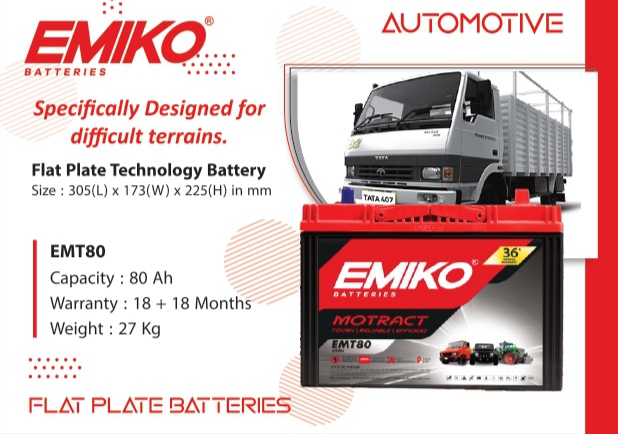 EMIKO®
BATTERIES
AUTOMOTIVE
Specifically Designed for
difficult terrains.
Flat Plate Technology Battery
Size : 305(L) x 173(W) x 225(H) in mm
EMT80
Capacity : 80 Ah
Warranty : 18 + 18 Months
Weight : 27 Kg
FLAT PLATE BATTERIES
TATA
TATA 407
36*
EMIKO®
BATTERIES
MOTRACT
TOUGH | RELIABLE | EFFICIENT
EMT80